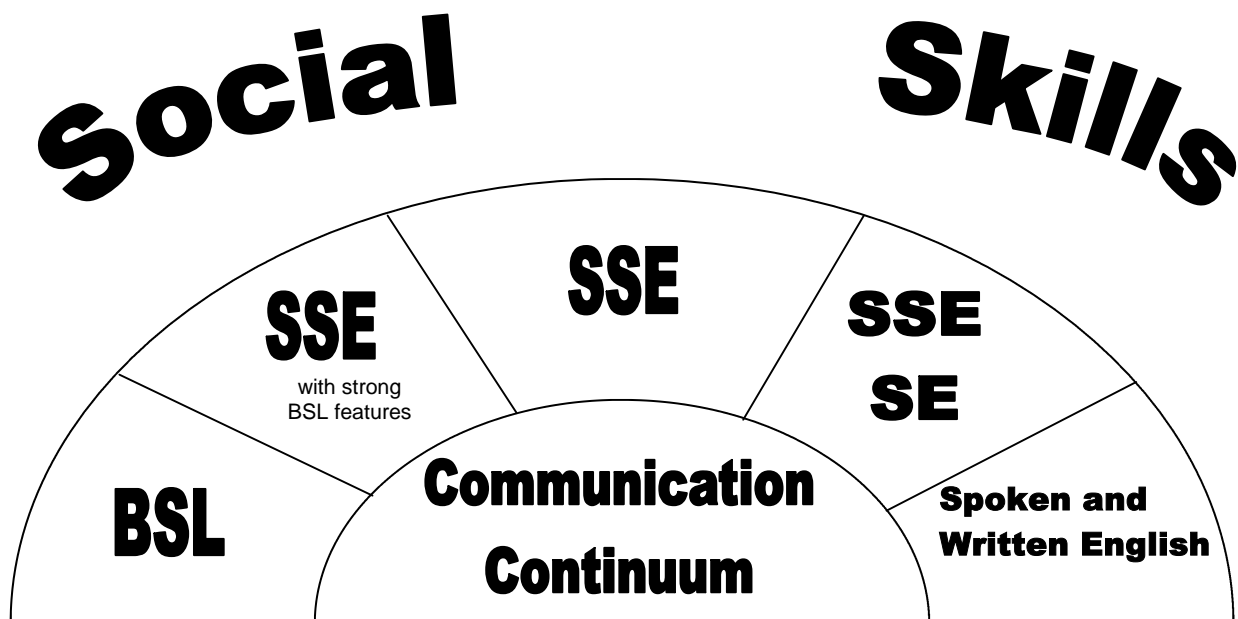 Social Skills
SSE
SSE
with strong
BSL features
SSE
SE
BSL
Communication
Continuum
Spoken and
Written English